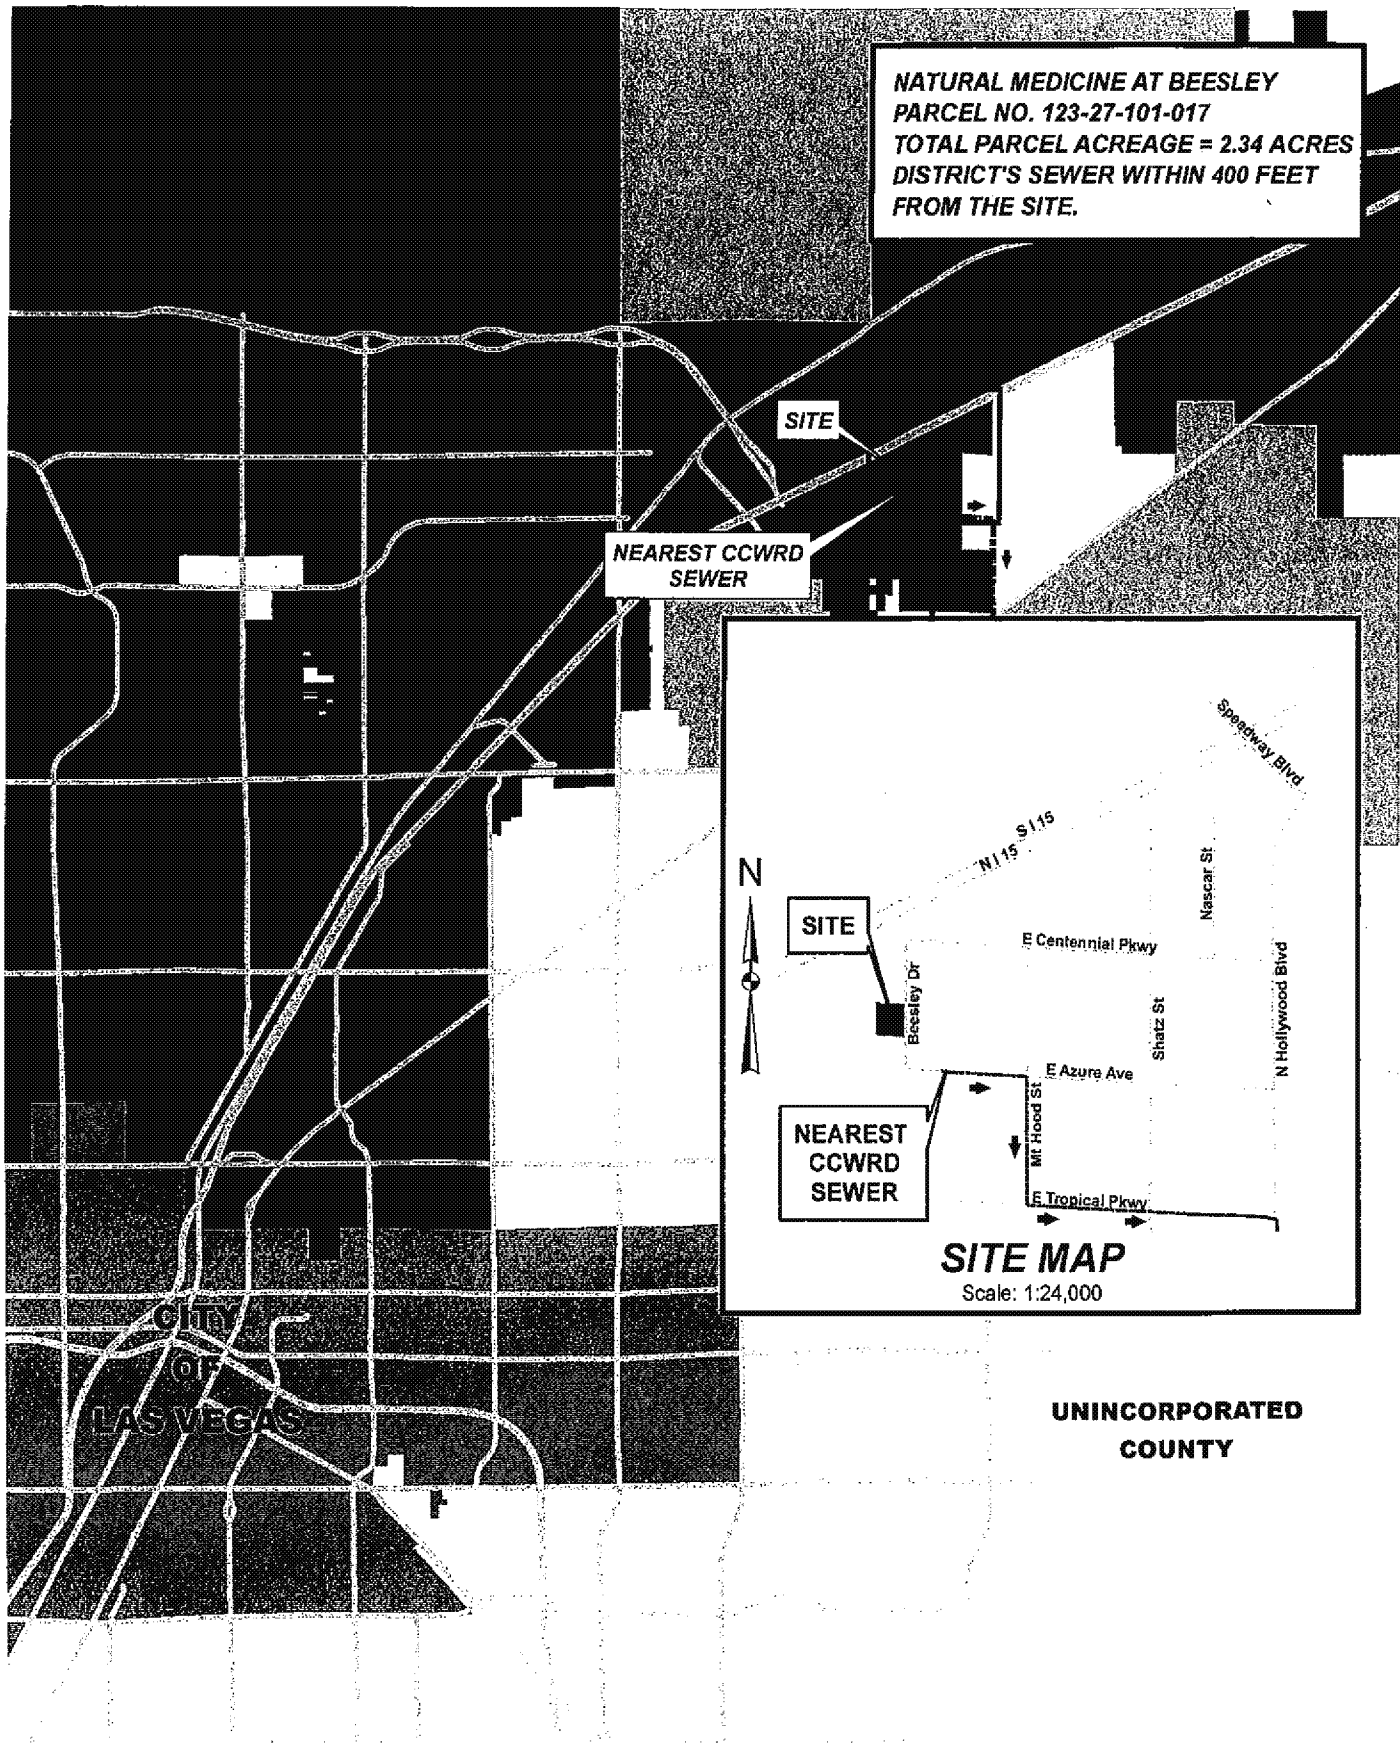 NATURAL MEDICINE AT BEESLEY
PARCEL NO. 123-27-101-017
TOTAL PARCEL ACREAGE = 2.34 ACRES
DISTRICT'S SEWER WITHIN 400 FEET
FROM THE SITE.
SITE
NEAREST CCWRD
SEWER
Speedway Blvd
S I 15
N I 15
Nascar St
N
SITE
E Centennial Pkwy
Beesley Dr
Shatz St
N Hollywood Blvd
E Azure Ave
Mt Hood St
NEAREST
CCWRD
SEWER
E Tropical Pkwy
SITE MAP
Scale: 1:24,000
CITY
OF
LAS VEGAS
UNINCORPORATED
COUNTY